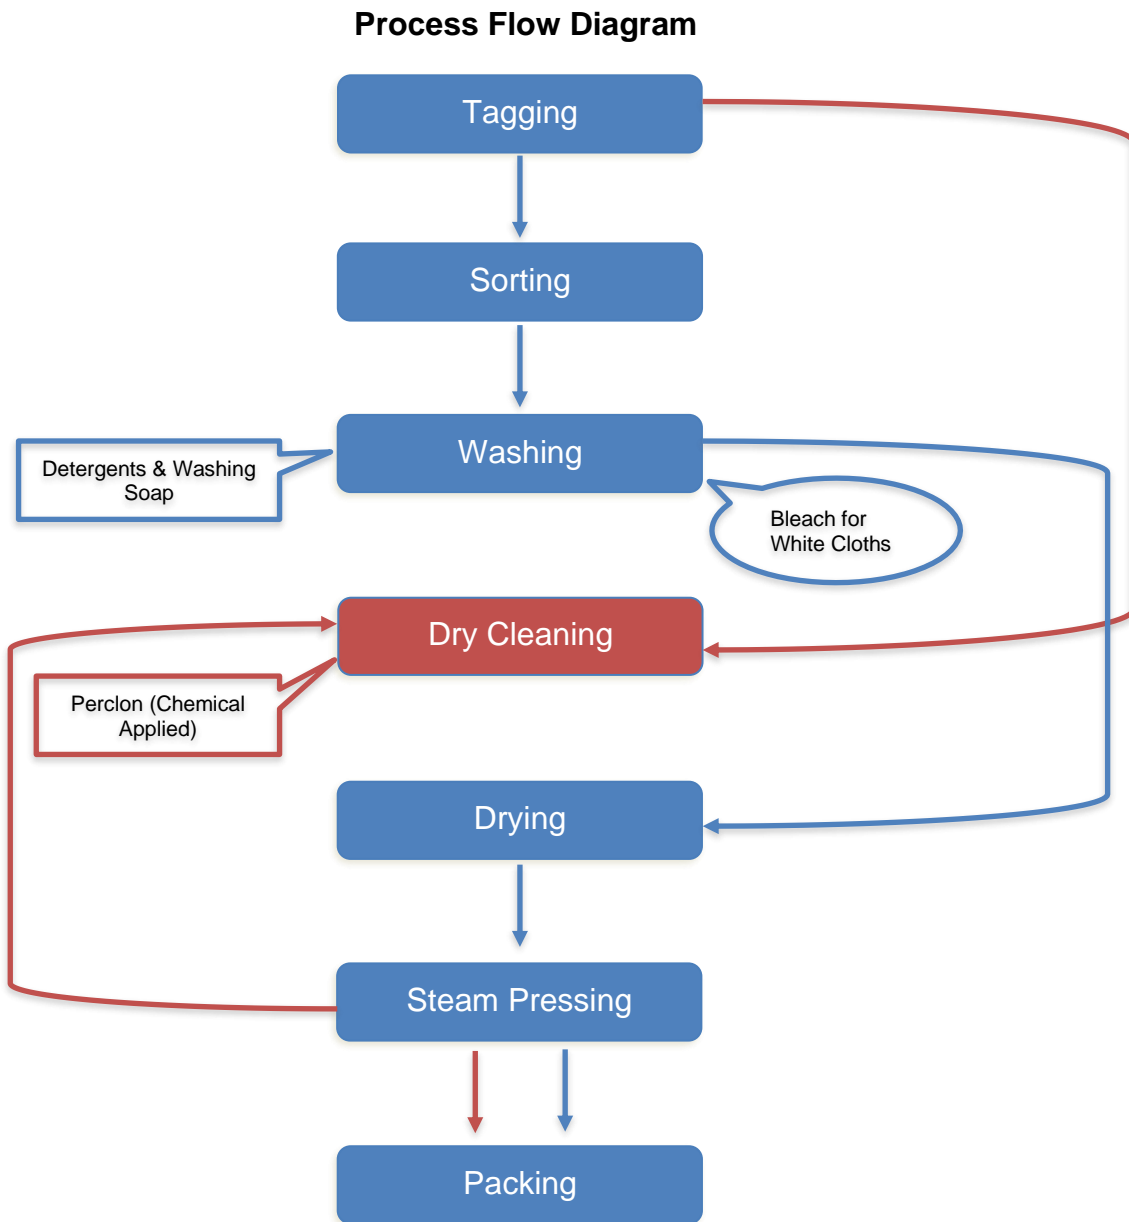 Process Flow Diagram
Tagging
Sorting
Washing
Detergents & Washing
Soap
Bleach for
White Cloths
Dry Cleaning
Perclon (Chemical
Applied)
Drying
Steam Pressing
Packing